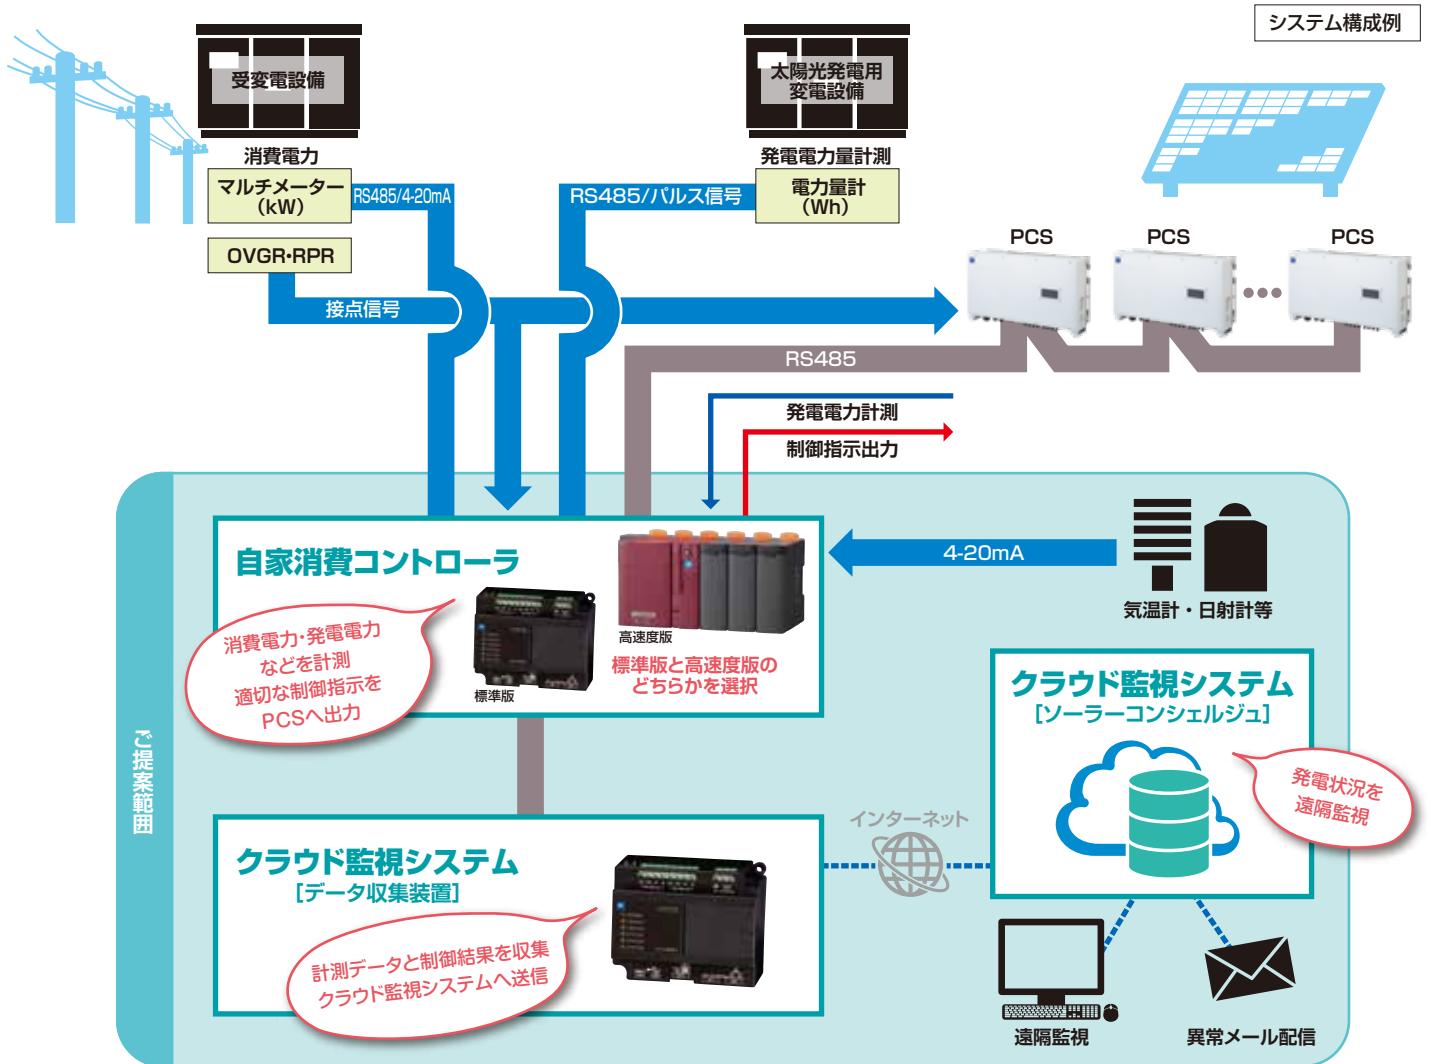 システム構成例
受変電設備
太陽光発電用
変電設備
消費電力
マルチメーター
（kW）
RS485/4-20mA
発電電力量計測
電力量計
（Wh）
RS485/パルス信号
OVGR・RPR
接点信号
PCS
PCS
PCS
RS485
発電電力計測
制御指示出力
自家消費コントローラ
消費電力・発電電力
などを計測
適切な制御指示を
PCSへ出力
標準版
高速度版
標準版と高速度版の
どちらかを選択
4-20mA
気温計・日射計等
ご提案範囲
クラウド監視システム
［ソーラーコンシェルジュ］
発電状況を
遠隔監視
インターネット
クラウド監視システム
［データ収集装置］
計測データと制御結果を収集
クラウド監視システムへ送信
遠隔監視
異常メール配信